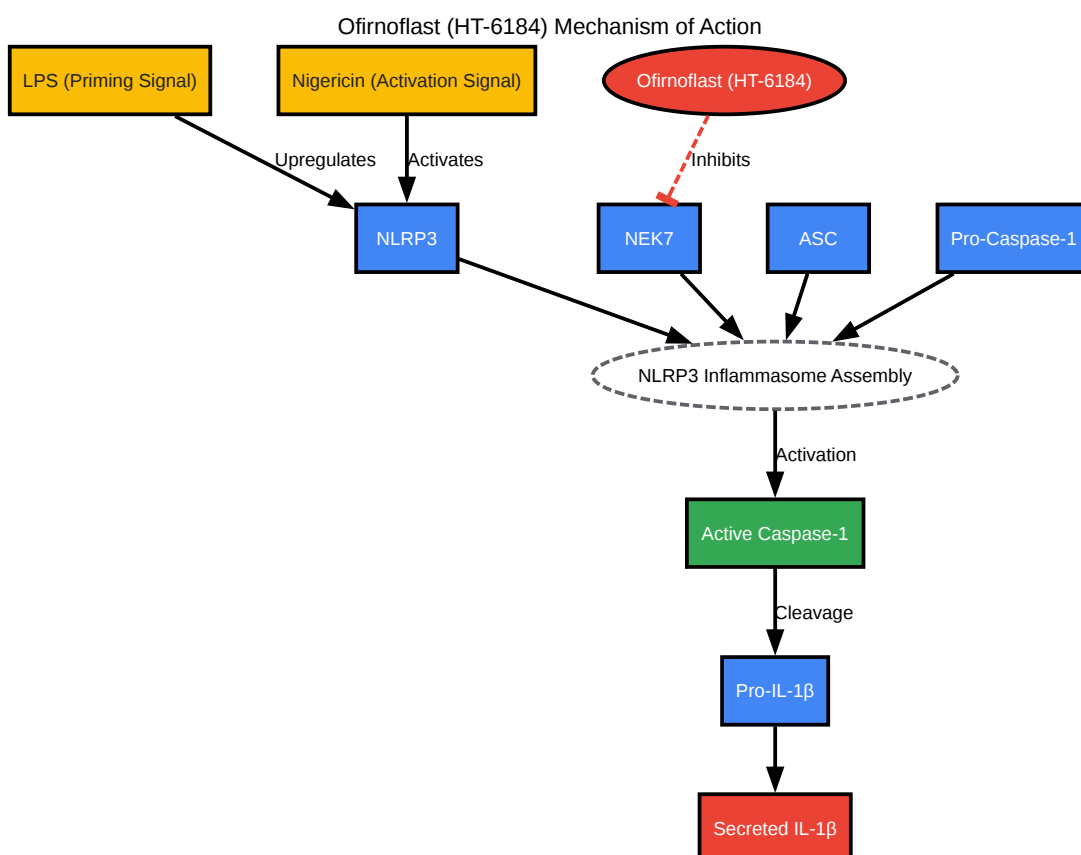 Ofirnoflast (HT-6184) Mechanism of Action
LPS (Priming Signal)
Nigericin (Activation Signal)
Ofirnoflast (HT-6184)
Upregulates
Activates
Inhibits
NLRP3
NEK7
ASC
Pro-Caspase-1
NLRP3 Inflammasome Assembly
Activation
Active Caspase-1
Cleavage
Pro-IL-1β
Secreted IL-1β